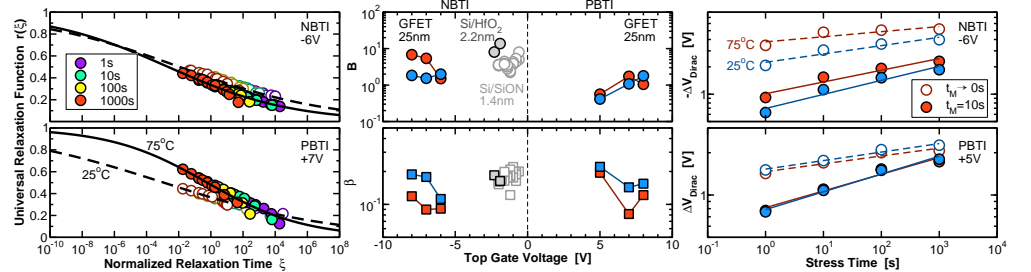 Universal Relaxation Function r(ξ)
1
0.8
0.6
0.4
0.2
NBTI
-6V
1s
10s
100s
1000s
1
0.8
0.6
0.4
0.2
0
75°C
25°C
PBTI
+7V
10^-10 10^-8 10^-6 10^-4 10^-2 10^0 10^2 10^4 10^6 10^8
Normalized Relaxation Time ξ
NBTI PBTI
B
10^2
10^1
10^0
10^-1
GFET
25nm
Si/HfO2
2.2nm
Si/SiON
1.4nm
GFET
25nm
β
10^-1
-10 -5 0 5 10
Top Gate Voltage [V]
-ΔV_Dirac [V]
1
75°C
25°C
NBTI
-6V
t_M→ 0s
t_M=10s
ΔV_Dirac [V]
1
PBTI
+5V
10^0 10^1 10^2 10^3 10^4
Stress Time [s]